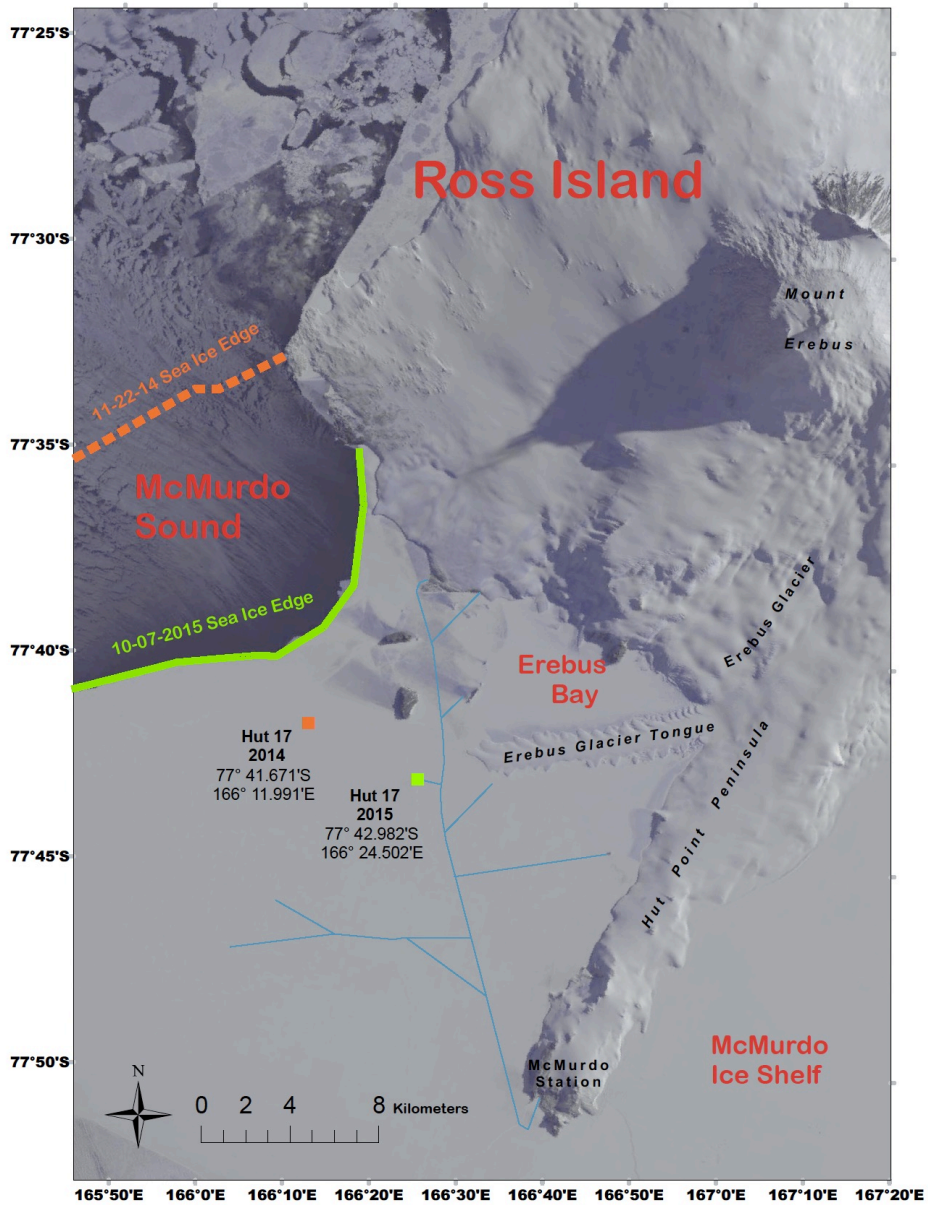 77°25'S
77°30'S
77°35'S
77°40'S
77°45'S
77°50'S
Ross Island
Mount
Erebus
11-22-14 Sea Ice Edge
McMurdo
Sound
10-07-2015 Sea Ice Edge
Erebus Glacier
Erebus
Bay
Erebus Glacier Tongue
Hut 17
2014
77° 41.671'S
166° 11.991'E
Hut 17
2015
77° 42.982'S
166° 24.502'E
Hut Point Peninsula
McMurdo
Ice Shelf
McMurdo
Station
N
0 2 4 8 Kilometers
165°50'E 166°0'E 166°10'E 166°20'E 166°30'E 166°40'E 166°50'E 167°0'E 167°10'E 167°20'E